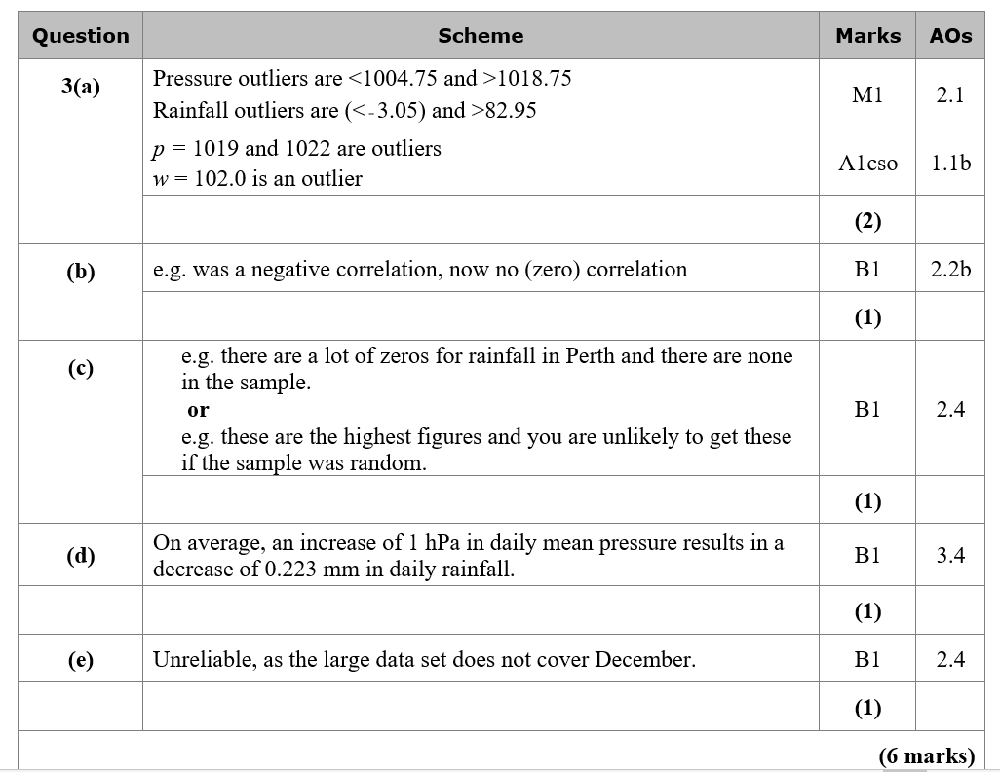 Question Scheme Marks AOs
3(a) Pressure outliers are <1004.75 and >1018.75
Rainfall outliers are (<-3.05) and >82.95
M1 2.1
p = 1019 and 1022 are outliers
w = 102.0 is an outlier
A1cso 1.1b
(2)
(b) e.g. was a negative correlation, now no (zero) correlation B1 2.2b
(1)
(c) e.g. there are a lot of zeros for rainfall in Perth and there are none
in the sample.
or
e.g. these are the highest figures and you are unlikely to get these
if the sample was random.
B1 2.4
(1)
(d) On average, an increase of 1 hPa in daily mean pressure results in a
decrease of 0.223 mm in daily rainfall.
B1 3.4
(1)
(e) Unreliable, as the large data set does not cover December. B1 2.4
(1)
(6 marks)